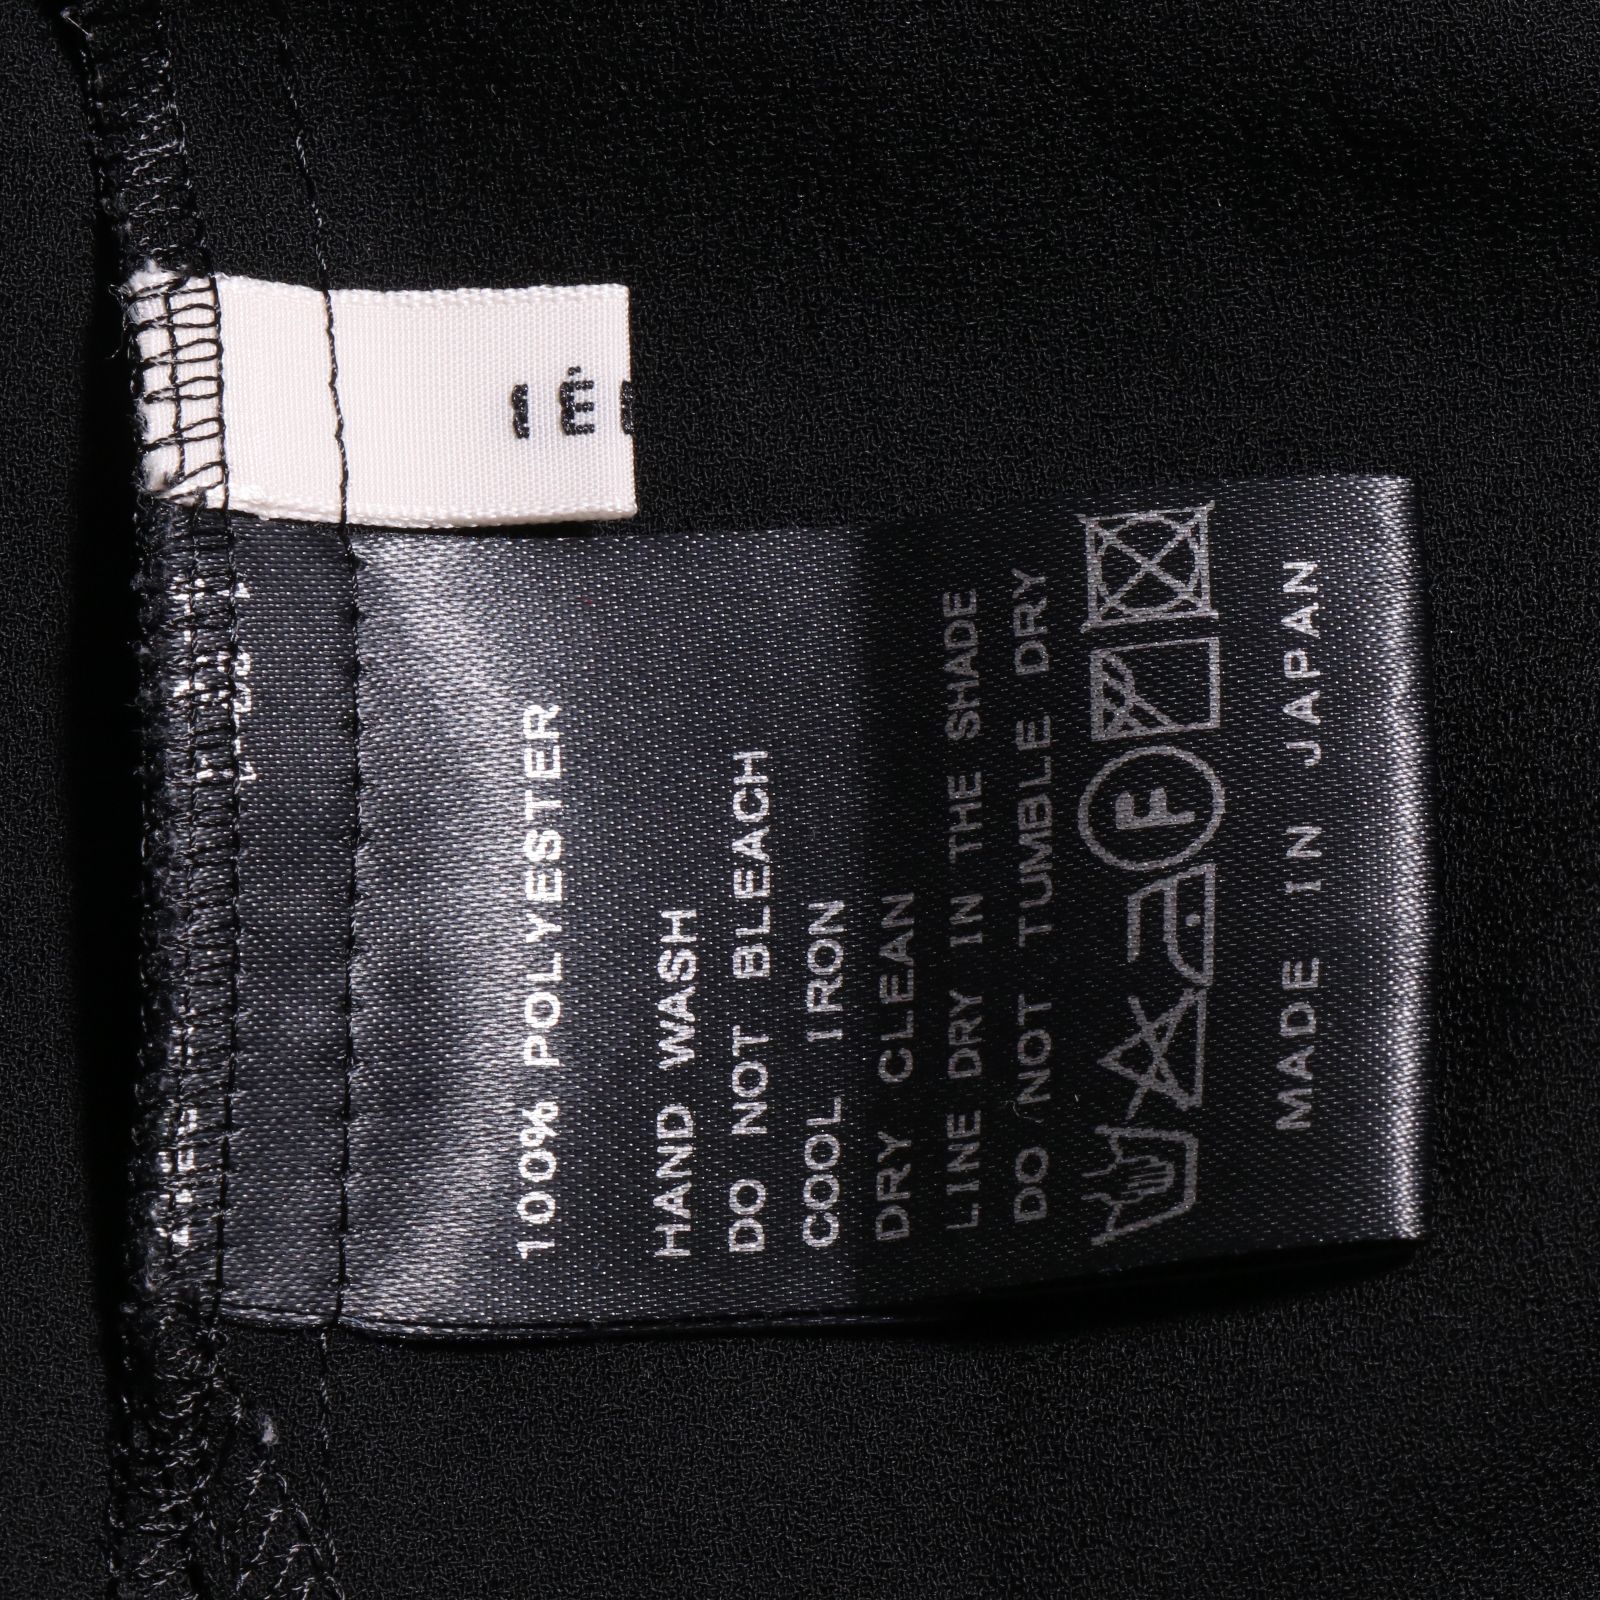 100% POLYESTER
HAND WASH
DO NOT BLEACH
COOL IRON
DRY CLEAN
LINE DRY IN THE SHADE
DO NOT TUMBLE DRY
F
MADE IN JAPAN